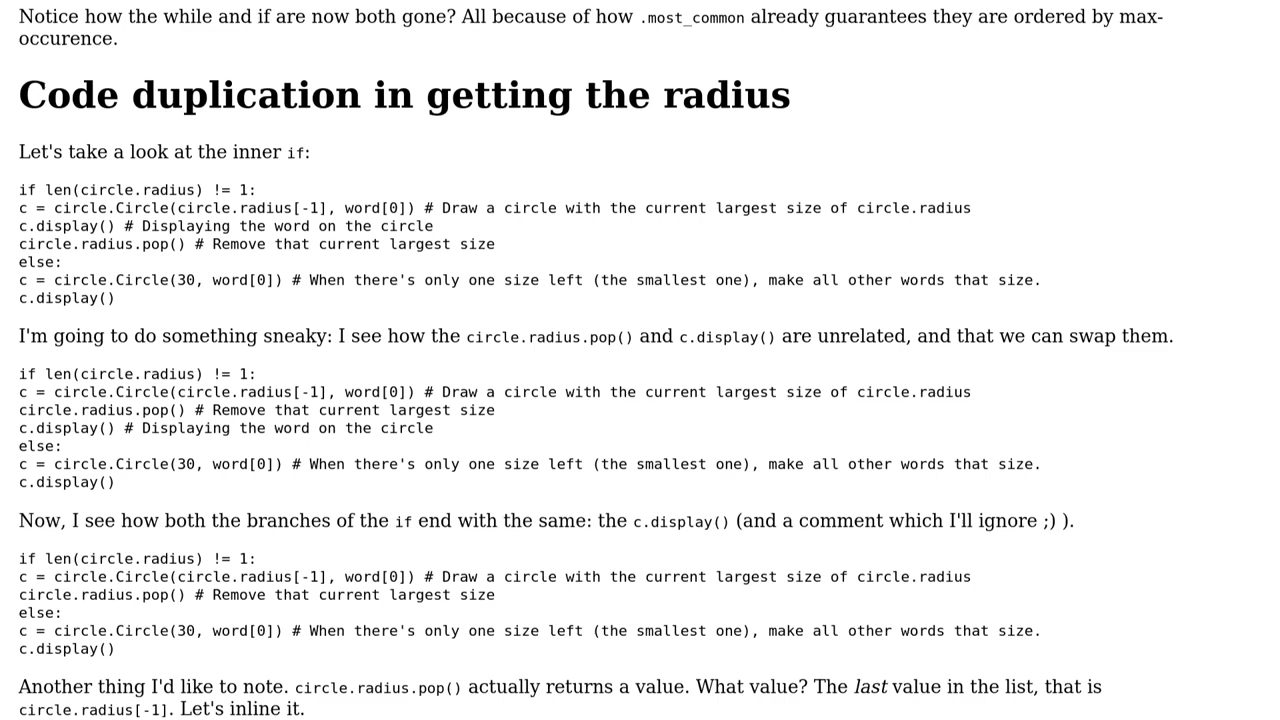 Notice how the while and if are now both gone? All because of how .most_common already guarantees they are ordered by max-
occurence.
Code duplication in getting the radius
Let's take a look at the inner if:
if len(circle.radius) != 1:
c = circle.Circle(circle.radius[-1], word[0]) # Draw a circle with the current largest size of circle.radius
c.display() # Displaying the word on the circle
circle.radius.pop() # Remove that current largest size
else:
c = circle.Circle(30, word[0]) # When there's only one size left (the smallest one), make all other words that size.
c.display()
I'm going to do something sneaky: I see how the circle.radius.pop() and c.display() are unrelated, and that we can swap them.
if len(circle.radius) != 1:
c = circle.Circle(circle.radius[-1], word[0]) # Draw a circle with the current largest size of circle.radius
circle.radius.pop() # Remove that current largest size
c.display() # Displaying the word on the circle
else:
c = circle.Circle(30, word[0]) # When there's only one size left (the smallest one), make all other words that size.
c.display()
Now, I see how both the branches of the if end with the same: the c.display() (and a comment which I'll ignore ;) ).
if len(circle.radius) != 1:
c = circle.Circle(circle.radius[-1], word[0]) # Draw a circle with the current largest size of circle.radius
circle.radius.pop() # Remove that current largest size
else:
c = circle.Circle(30, word[0]) # When there's only one size left (the smallest one), make all other words that size.
c.display()
Another thing I'd like to note. circle.radius.pop() actually returns a value. What value? The last value in the list, that is
circle.radius[-1]. Let's inline it.